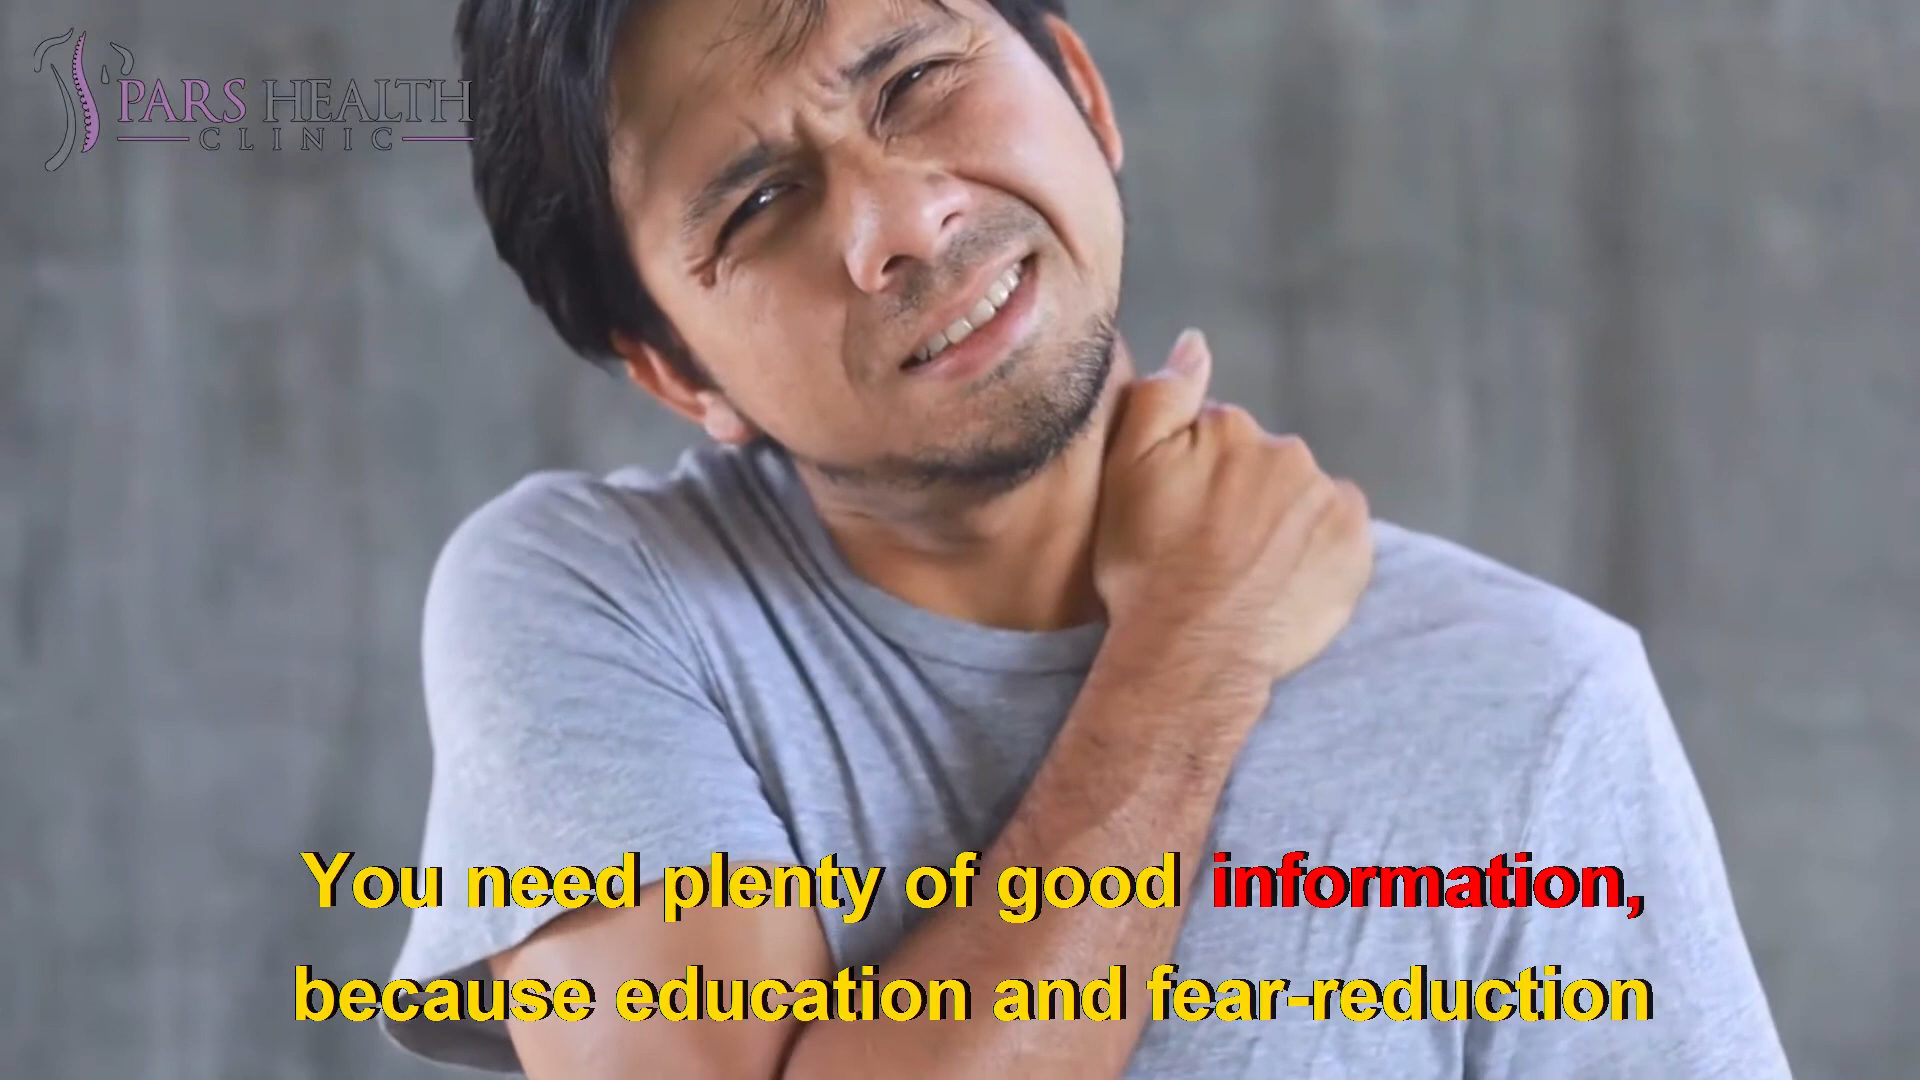 PARS HEALTH
CLINIC
You need plenty of good information,
because education and fear-reduction